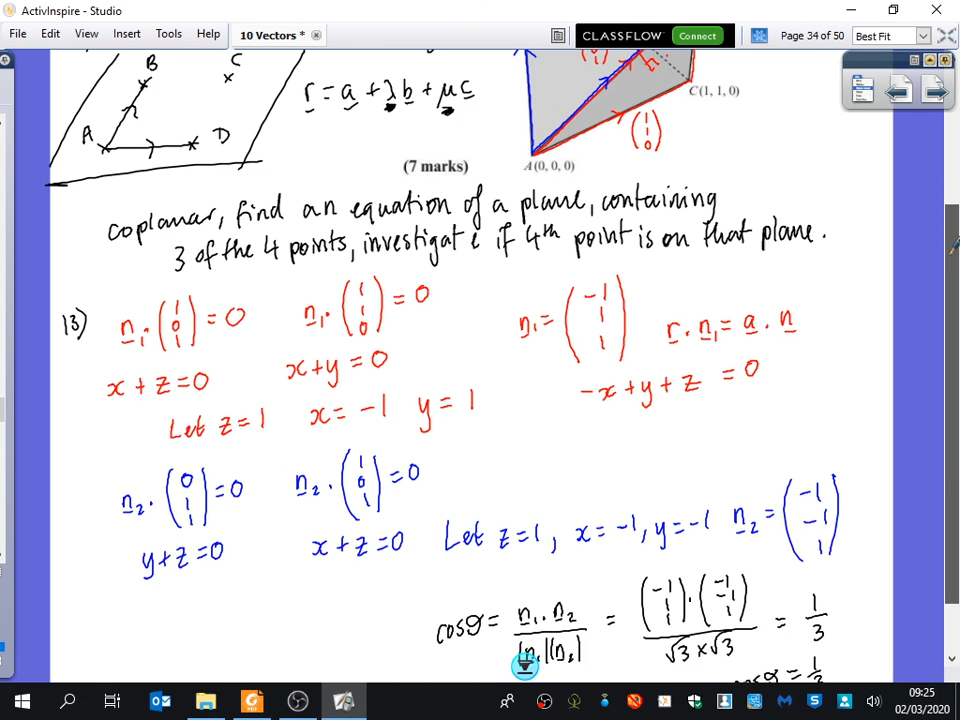 ActivInspire - Studio
File Edit View Insert Tools Help
10 Vectors *
CLASSFLOW Connect
Page 34 of 50
Best Fit
B
C
A
D
r = a + λb + μc
C(1, 1, 0)
(1 1 0)
A(0, 0, 0)
(7 marks)
coplanar, find an equation of a plane, containing
3 of the 4 points, investigate if 4th point is on that plane.
13)
n₁ . (1 0 1) = 0
n₁ . (1 1 0) = 0
n₁ = (-1 1 1)
r . n₁ = a . n
x + z = 0
x + y = 0
-x + y + z = 0
Let z = 1
x = -1
y = 1
n₂ . (0 1 1) = 0
n₂ . (1 0 1) = 0
y + z = 0
x + z = 0
Let z = 1, x = -1, y = -1
n₂ = (-1 -1 1)
n₁ . n₂ / |n₁||n₂| = (-1 1 1) . (-1 -1 1) / √3 × √3 = 1/3
09:25
02/03/2020